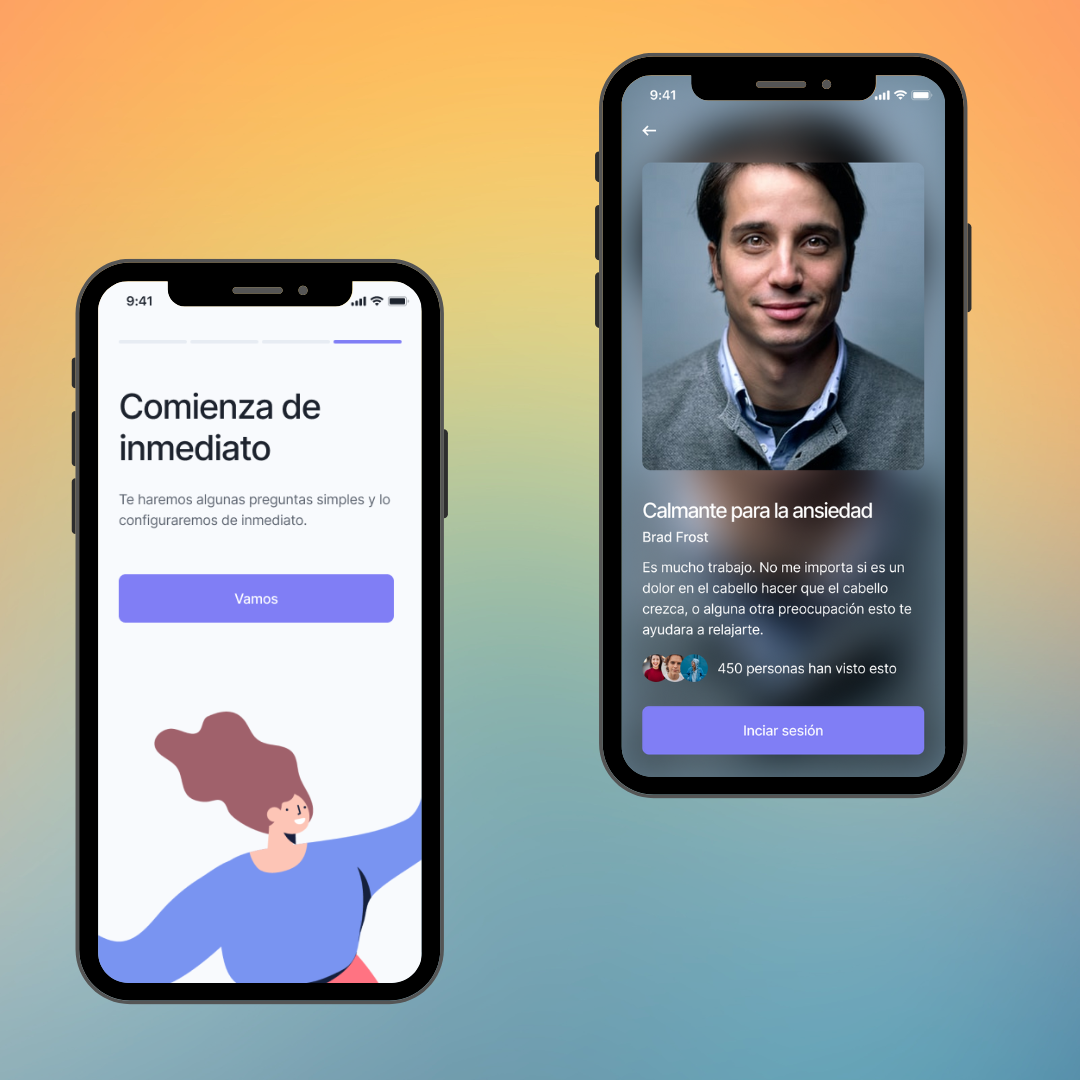 9:41
Comienza de
inmediato
Te haremos algunas preguntas simples y lo
configuraremos de inmediato.
Vamos
9:41
Calmante para la ansiedad
Brad Frost
Es mucho trabajo. No me importa si es un
dolor en el cabello hacer que el cabello
crezca, o alguna otra preocupación esto te
ayudara a relajarte.
450 personas han visto esto
Inciar sesión